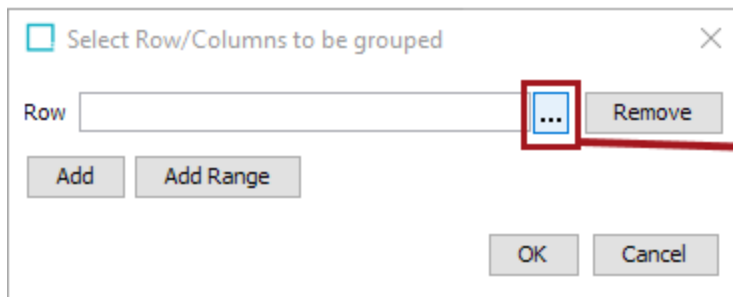 Select Row/Columns to be grouped
Row ... Remove
Add Add Range
OK Cancel